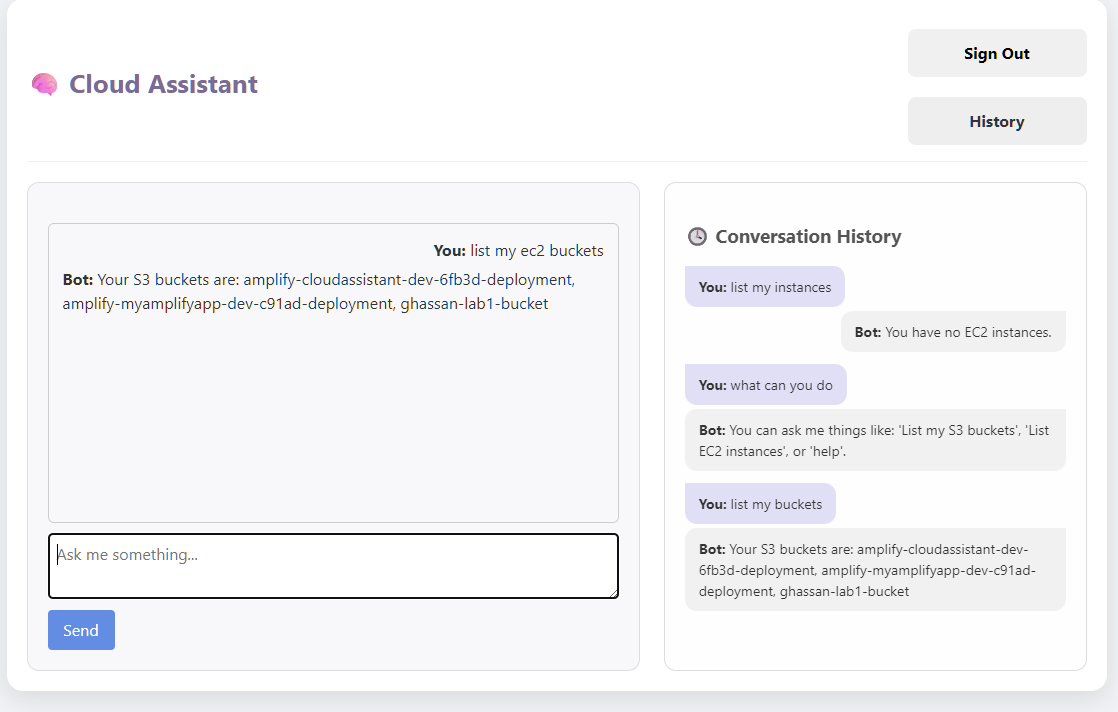 Cloud Assistant
Sign Out
History
You: list my ec2 buckets
Bot: Your S3 buckets are: amplify-cloudassistant-dev-6fb3d-deployment,
amplify-myamplifyapp-dev-c91ad-deployment, ghassan-lab1-bucket
Ask me something...
Send
Conversation History
You: list my instances
Bot: You have no EC2 instances.
You: what can you do
Bot: You can ask me things like: 'List my S3 buckets', 'List
EC2 instances', or 'help'.
You: list my buckets
Bot: Your S3 buckets are: amplify-cloudassistant-dev-
6fb3d-deployment, amplify-myamplifyapp-dev-c91ad-
deployment, ghassan-lab1-bucket